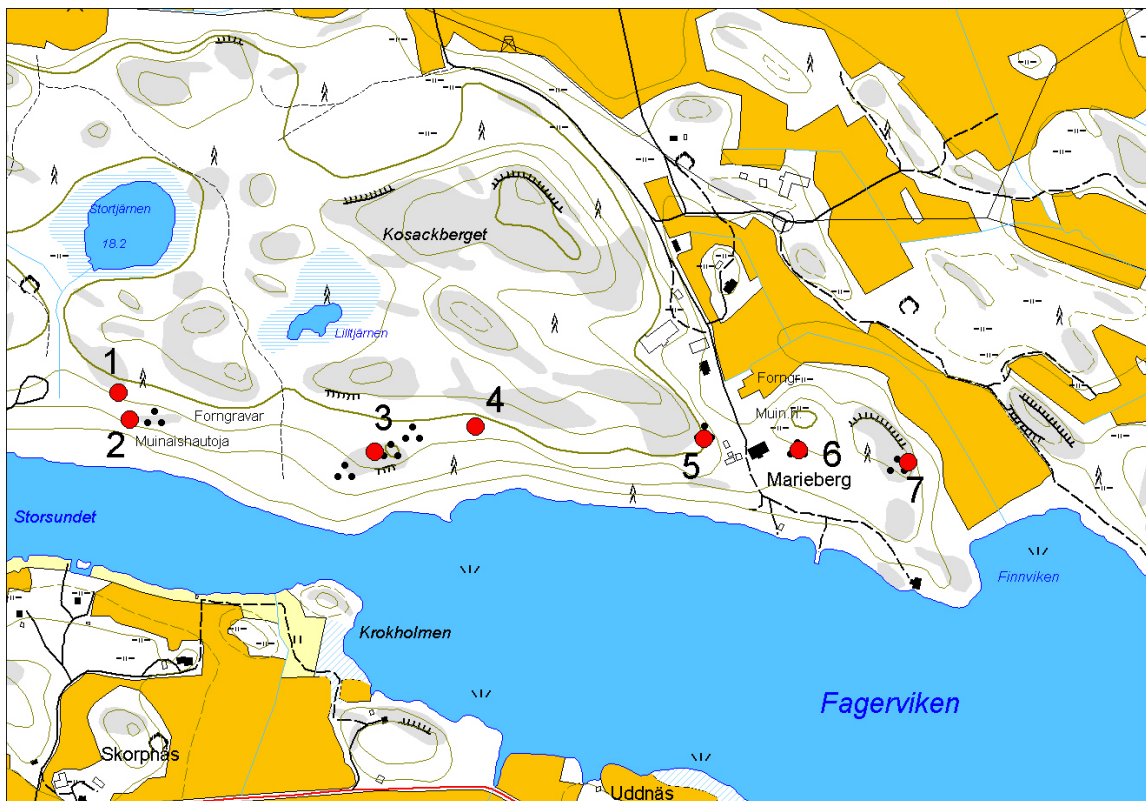 Stortjärnen
18.2
Kosackberget
Lilltjärnen
1
2
3
4
5
6
7
Forngravar
Muinaishautoja
Forngr.
Muin.h.
Marieberg
Storsundet
Finnviken
Krokholmen
Fagerviken
Skorpnäs
Uddnäs